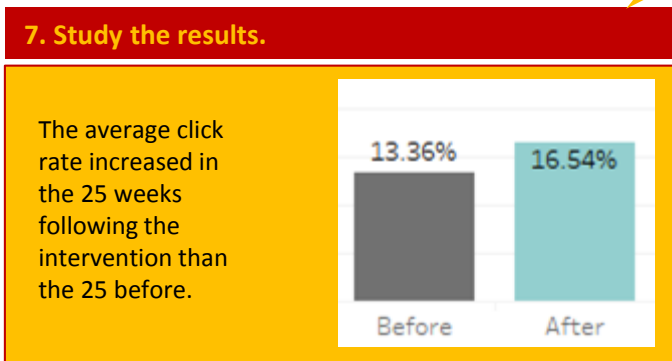 7. Study the results.
The average click
rate increased in
the 25 weeks
following the
intervention than
the 25 before.
13.36%
16.54%
Before
After